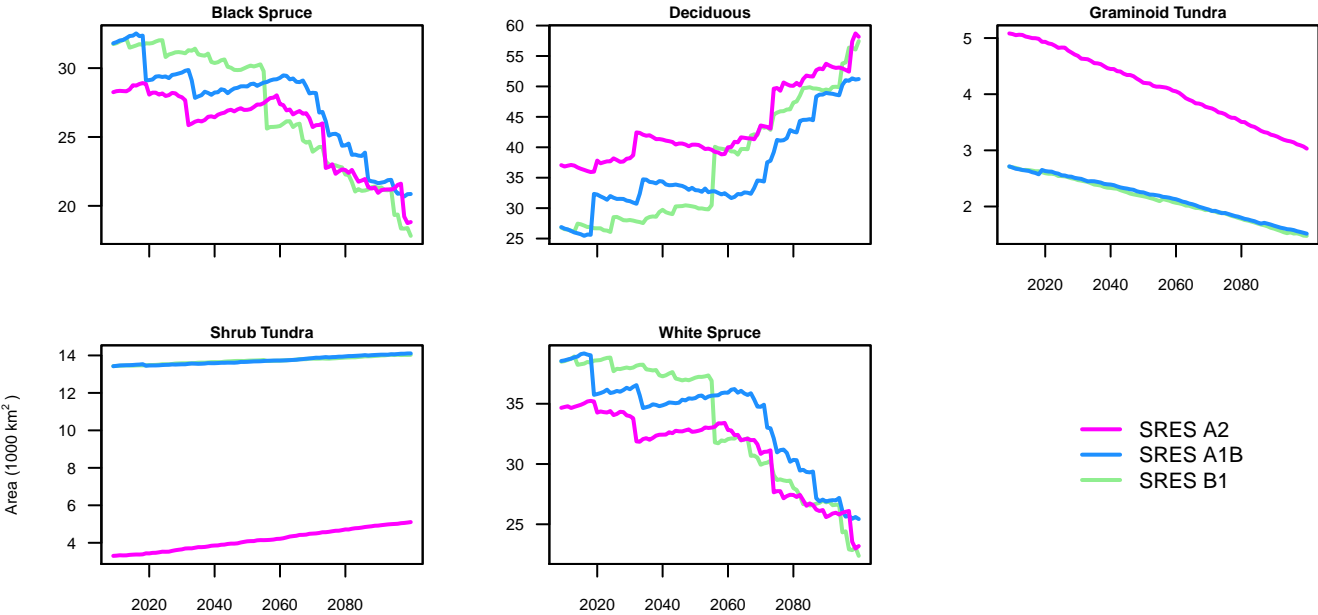 Black Spruce
Deciduous
Graminoid Tundra
30
25
20
60
55
50
45
40
35
30
25
5
4
3
2
2020 2040 2060 2080
Shrub Tundra
White Spruce
14
12
10
8
6
4
35
30
25
Area (1000 km²)
SRES A2
SRES A1B
SRES B1
2020 2040 2060 2080
2020 2040 2060 2080